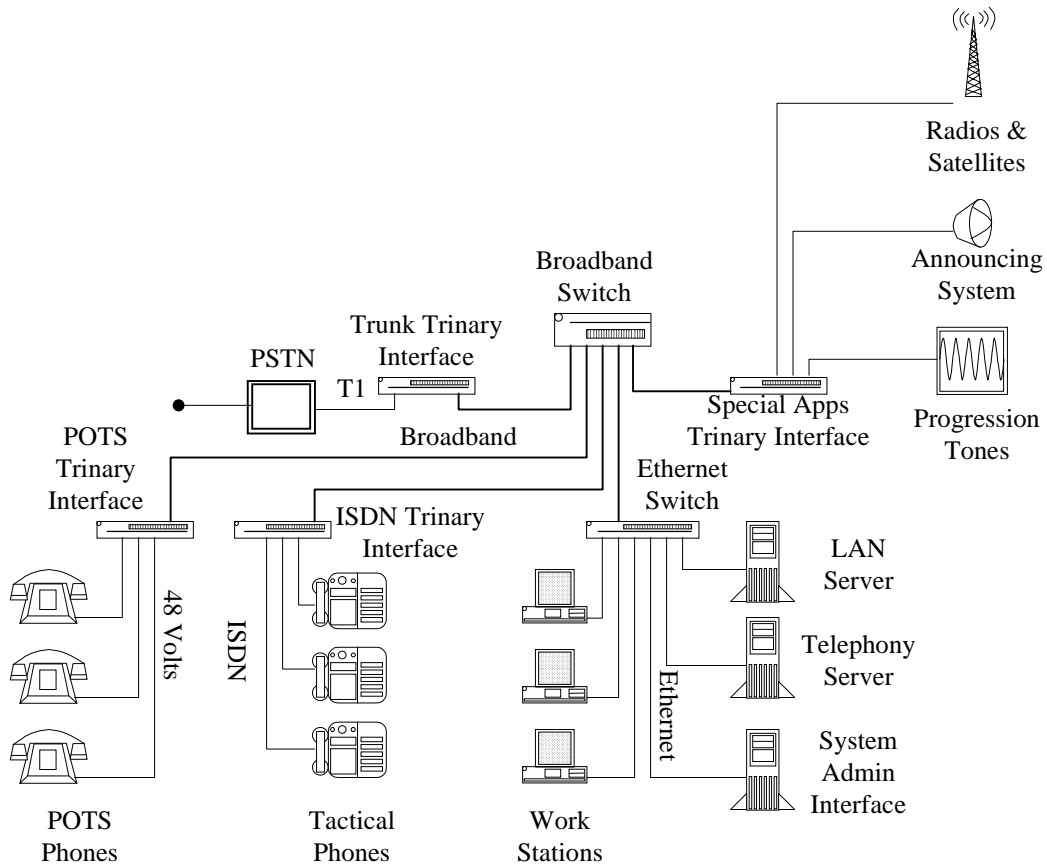 Radios &
Satellites
Announcing
System
Broadband
Switch
Trunk Trinary
Interface
PSTN
T1
Broadband
Special Apps
Trinary Interface
Progression
Tones
POTS
Trinary
Interface
ISDN Trinary
Interface
Ethernet
Switch
LAN
Server
48 Volts
ISDN
Telephony
Server
Ethernet
System
Admin
Interface
POTS
Phones
Tactical
Phones
Work
Stations